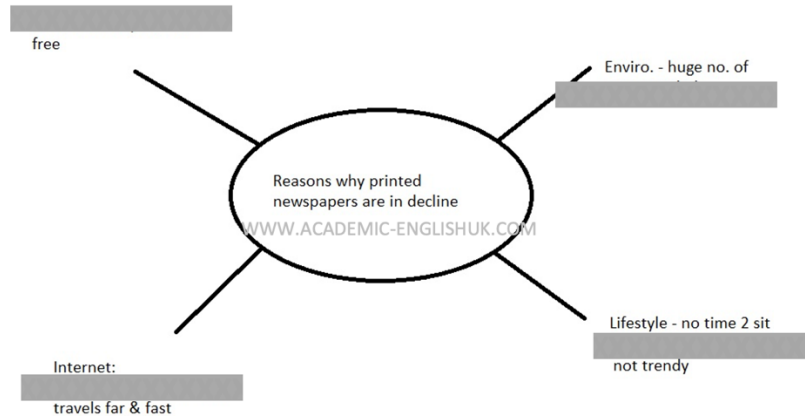 free
Enviro. - huge no. of
Reasons why printed
newspapers are in decline
WWW.ACADEMIC-ENGLISHUK.COM
Lifestyle - no time 2 sit
not trendy
Internet:
travels far & fast